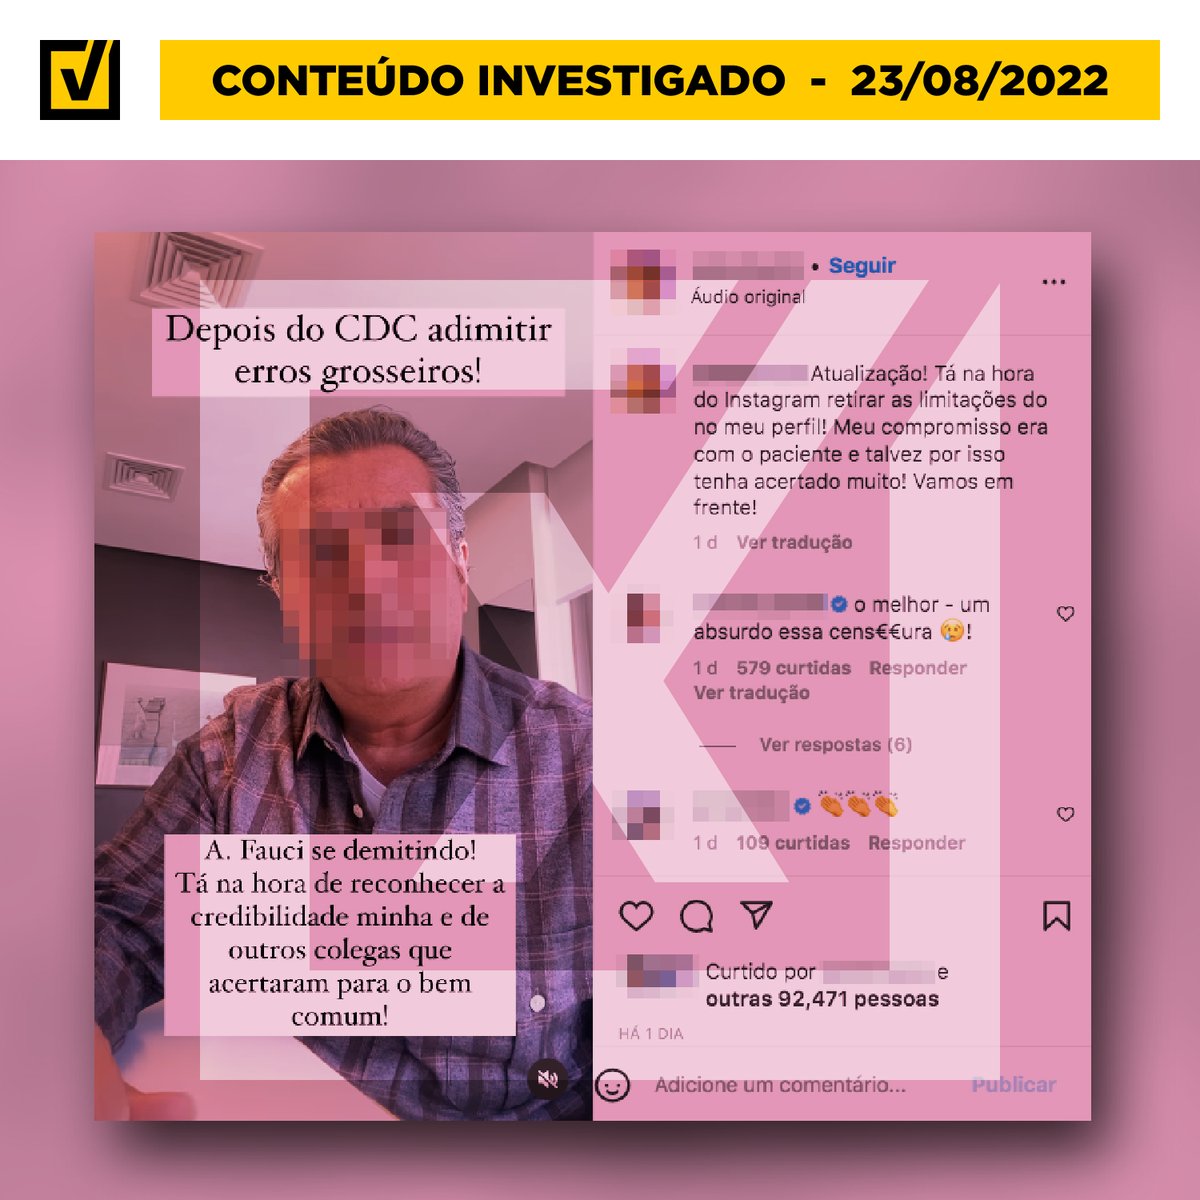 CONTEÚDO INVESTIGADO - 23/08/2022
Depois do CDC adimitir
erros grosseiros!
A. Fauci se demitindo!
Tá na hora de reconhecer a
credibilidade minha e de
outros colegas que
acertaram para o bem
comum!
• Seguir
Áudio original
Atualização! Tá na hora
do Instagram retirar as limitações do
no meu perfil! Meu compromisso era
com o paciente e talvez por isso
tenha acertado muito! Vamos em
frente!
1 d Ver tradução
o melhor - um
absurdo essa cens€€ura 😢!
1 d 579 curtidas Responder
Ver tradução
Ver respostas (6)
👏👏👏
1 d 109 curtidas Responder
Curtido por e
outras 92,471 pessoas
HÁ 1 DIA
Adicione um comentário... Publicar